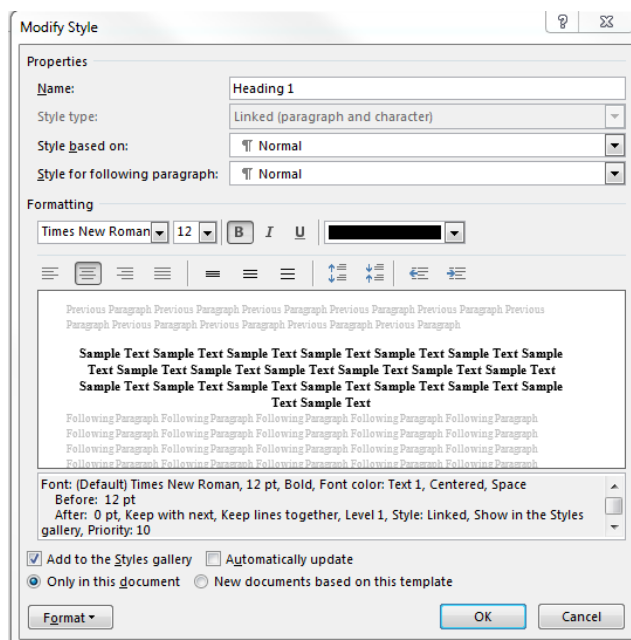 Modify Style
Properties
Name: Heading 1
Style type: Linked (paragraph and character)
Style based on: ¶ Normal
Style for following paragraph: ¶ Normal
Formatting
Times New Roman 12 B I U
Previous Paragraph Previous Paragraph Previous Paragraph Previous Paragraph Previous Paragraph Previous
Paragraph Previous Paragraph Previous Paragraph Previous Paragraph Previous Paragraph
Sample Text Sample Text Sample Text Sample Text Sample Text Sample Text Sample
Text Sample Text Sample Text Sample Text Sample Text Sample Text Sample Text
Sample Text Sample Text Sample Text Sample Text Sample Text Sample Text Sample
Text Sample Text
Following Paragraph Following Paragraph Following Paragraph Following Paragraph Following Paragraph
Following Paragraph Following Paragraph Following Paragraph Following Paragraph Following Paragraph
Following Paragraph Following Paragraph Following Paragraph Following Paragraph Following Paragraph
Following Paragraph Following Paragraph Following Paragraph Following Paragraph Following Paragraph
Font: (Default) Times New Roman, 12 pt, Bold, Font color: Text 1, Centered, Space
Before: 12 pt
After: 0 pt, Keep with next, Keep lines together, Level 1, Style: Linked, Show in the Styles
gallery, Priority: 10
Add to the Styles gallery Automatically update
Only in this document New documents based on this template
Format OK Cancel